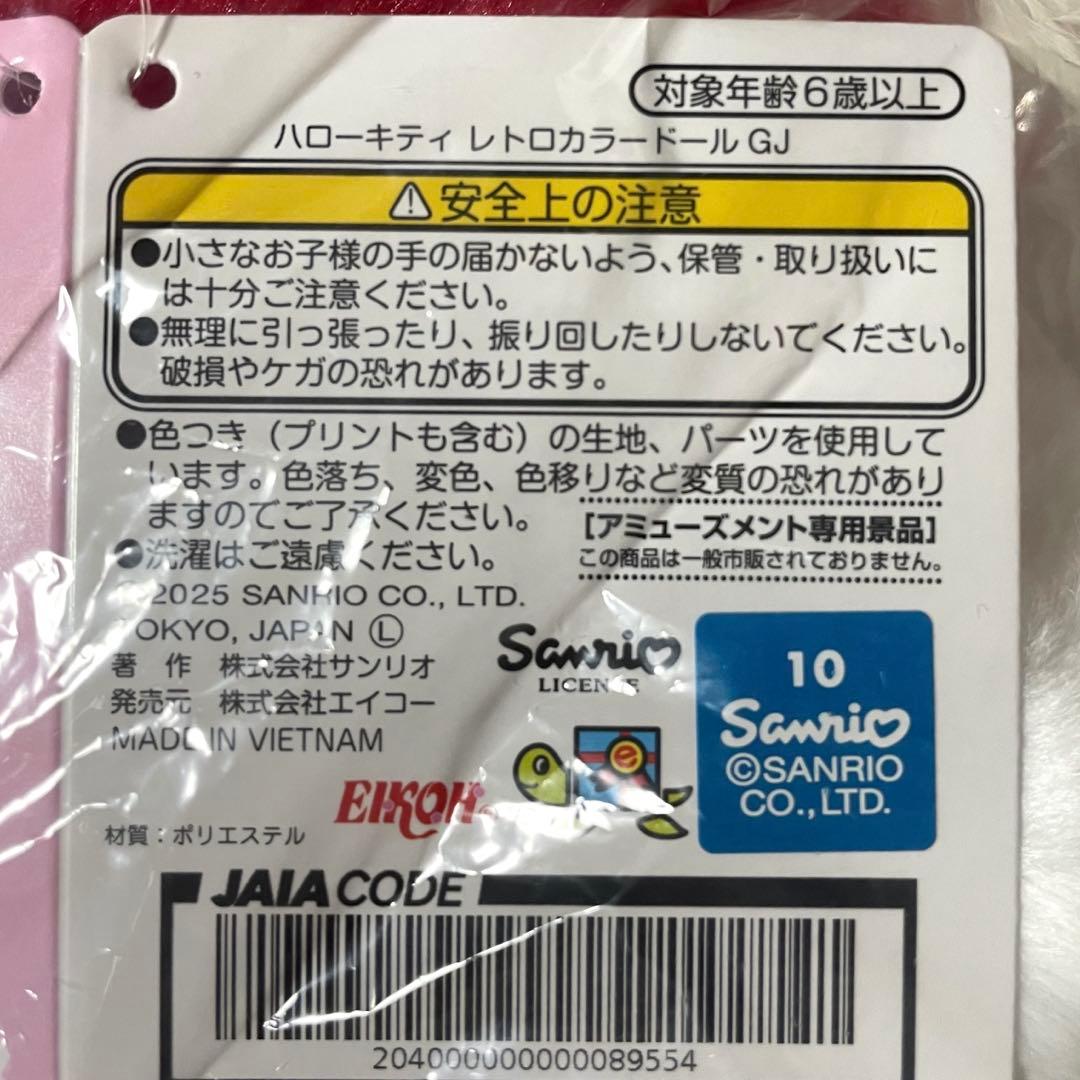 対象年齢6歳以上
ハローキティ レトロカラードール GJ
⚠安全上の注意
●小さなお子様の手の届かないよう、保管・取り扱いに
は十分ご注意ください。
●無理に引っ張ったり、振り回したりしないでください。
破損やケガの恐れがあります。
●色つき（プリントも含む）の生地、パーツを使用して
います。色落ち、変色、色移りなど変質の恐れがあり
ますのでご了承ください。
●洗濯はご遠慮ください。
[アミューズメント専用景品]
この商品は一般市販されておりません。
©2025 SANRIO CO., LTD.
TOKYO, JAPAN Ⓛ
著 作 株式会社サンリオ
発売元 株式会社エイコー
MADE IN VIETNAM
Sanrio
LICENSE
10
Sanrio
©SANRIO
CO., LTD.
EIKOH
e
材質：ポリエステル
JAIA CODE
204000000000089554